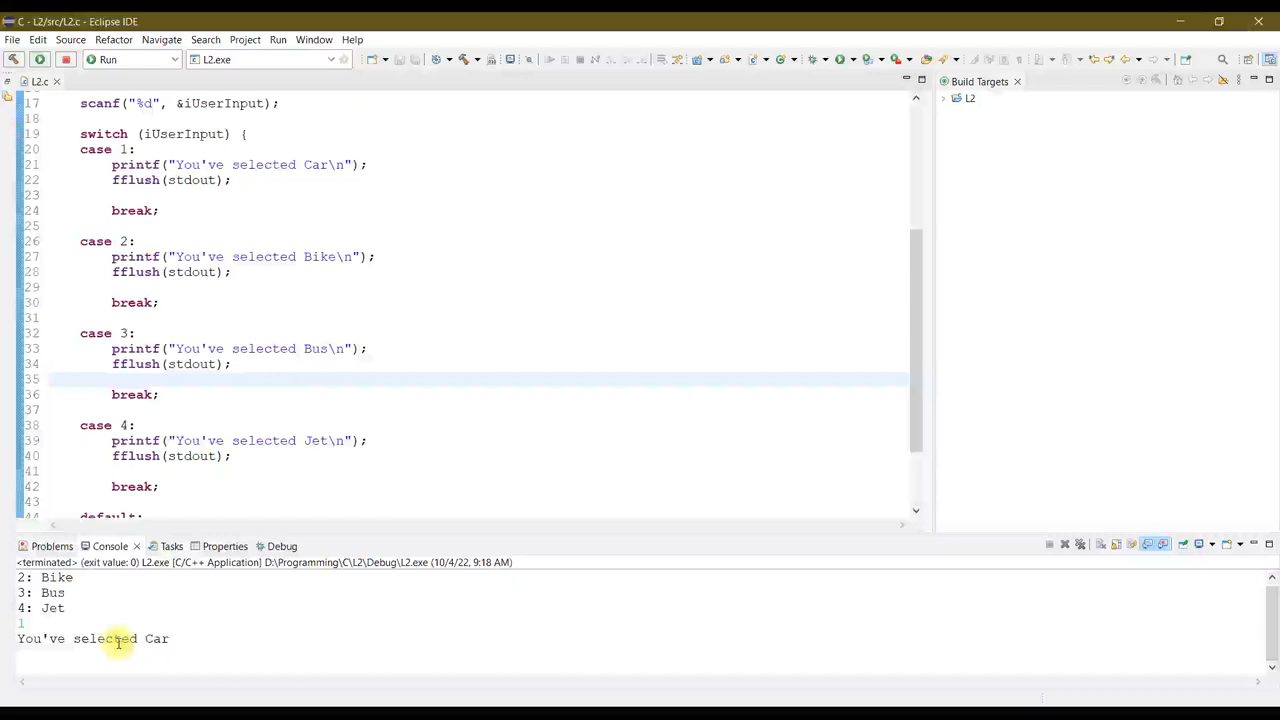 C - L2/src/L2.c - Eclipse IDE
File Edit Source Refactor Navigate Search Project Run Window Help
Run L2.exe
L2.c
Build Targets
L2
17 scanf("%d", &iUserInput);
18
19 switch (iUserInput) {
20 case 1:
21 printf("You've selected Car\n");
22 fflush(stdout);
23
24 break;
25
26 case 2:
27 printf("You've selected Bike\n");
28 fflush(stdout);
29
30 break;
31
32 case 3:
33 printf("You've selected Bus\n");
34 fflush(stdout);
35
36 break;
37
38 case 4:
39 printf("You've selected Jet\n");
40 fflush(stdout);
41
42 break;
43
44 default:
Problems Console Tasks Properties Debug
<terminated> (exit value: 0) L2.exe [C/C++ Application] D:\Programming\C\L2\Debug\L2.exe (10/4/22, 9:18 AM)
2: Bike
3: Bus
4: Jet
1
You've selected Car